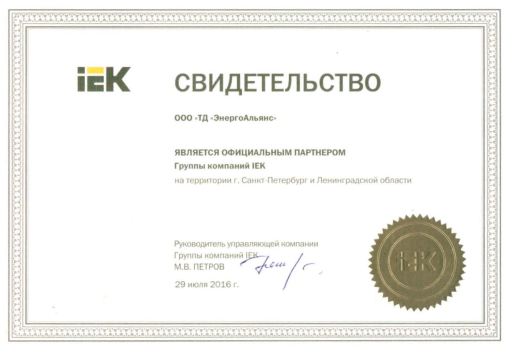 iEK
СВИДЕТЕЛЬСТВО
ООО «ТД «ЭнергоАльянс»
ЯВЛЯЕТСЯ ОФИЦИАЛЬНЫМ ПАРТНЕРОМ
Группы компаний IEK
на территории г. Санкт-Петербург и Ленинградской области
Руководитель управляющей компании
Группы компаний IEK
М.В. ПЕТРОВ
29 июля 2016 г.
IEK